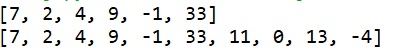 [7, 2, 4, 9, -1, 33]
[7, 2, 4, 9, -1, 33, 11, 0, 13, -4]